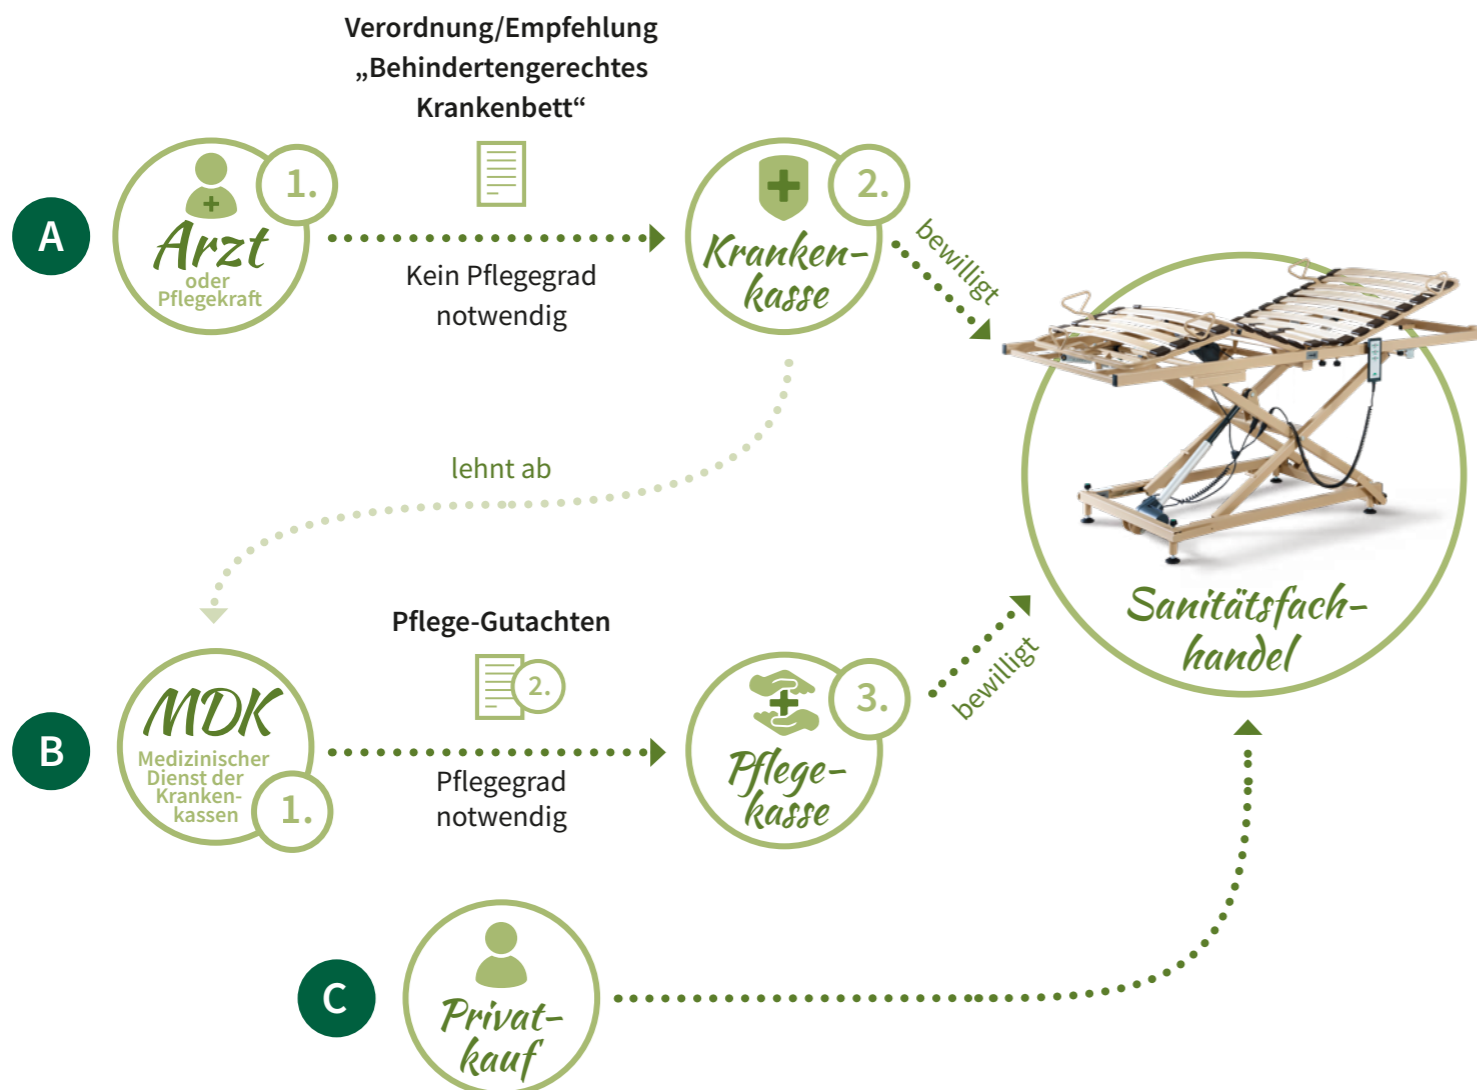 Verordnung/Empfehlung
„Behindertengerechtes
Krankenbett“
A
1.
Arzt
oder
Pflegekraft
Kein Pflegegrad
notwendig
2.
Kranken-
kasse
bewilligt
lehnt ab
Sanitätsfach-
handel
B
MDK
Medizinischer
Dienst der
Kranken-
kassen
1.
Pflege-Gutachten
2.
Pflegegrad
notwendig
3.
Pflege-
kasse
bewilligt
C
Privat-
kauf